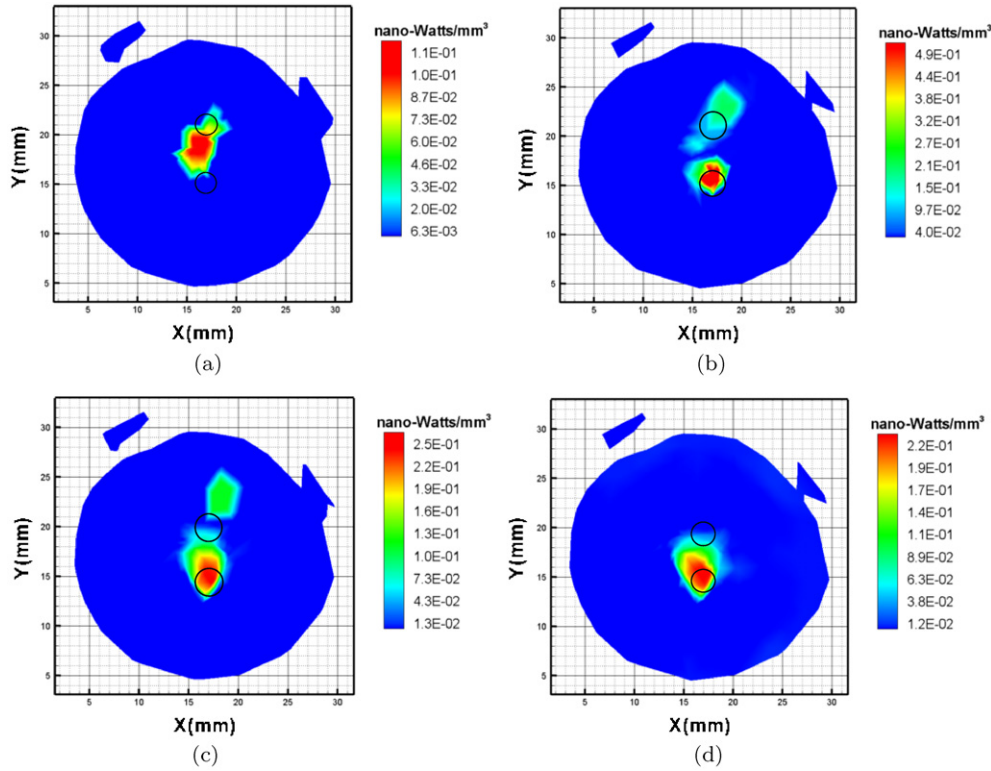 nano-Watts/mm³
1.1E-01
1.0E-01
8.7E-02
7.3E-02
6.0E-02
4.6E-02
3.3E-02
2.0E-02
6.3E-03
30
25
20
15
10
5
Y(mm)
5 10 15 20 25 30
X(mm)
(a)
nano-Watts/mm³
4.9E-01
4.4E-01
3.8E-01
3.2E-01
2.7E-01
2.1E-01
1.5E-01
9.7E-02
4.0E-02
30
25
20
15
10
5
Y(mm)
5 10 15 20 25 30
X(mm)
(b)
nano-Watts/mm³
2.5E-01
2.2E-01
1.9E-01
1.6E-01
1.3E-01
1.0E-01
7.2E-02
4.3E-02
1.3E-02
30
25
20
15
10
5
Y(mm)
5 10 15 20 25 30
X(mm)
(c)
nano-Watts/mm³
2.2E-01
1.9E-01
1.7E-01
1.4E-01
1.1E-01
8.9E-02
6.3E-02
3.8E-02
1.2E-02
30
25
20
15
10
5
Y(mm)
5 10 15 20 25 30
X(mm)
(d)